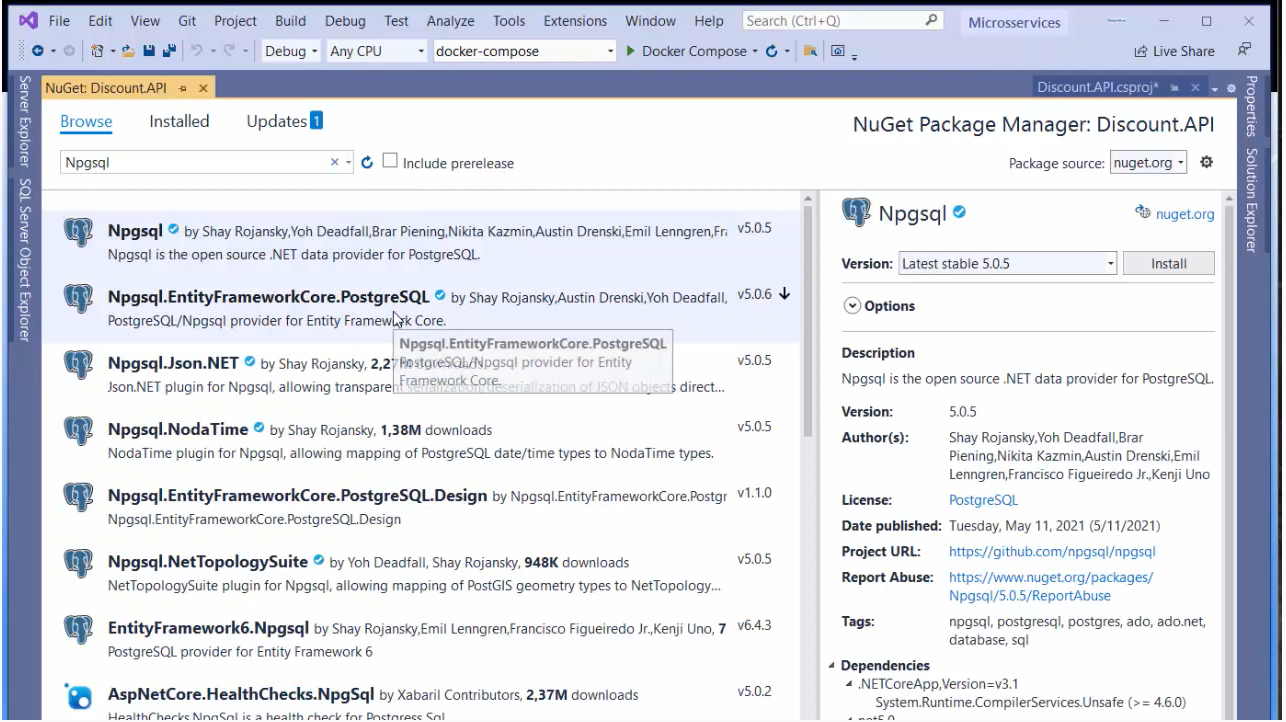 File Edit View Git Project Build Debug Test Analyze Tools Extensions Window Help Search (Ctrl+Q) Microsservices
Debug Any CPU docker-compose Docker Compose Live Share
NuGet: Discount.API Discount.API.csproj*
Server Explorer
SQL Server Object Explorer
Properties
Solution Explorer
Browse Installed Updates 1
NuGet Package Manager: Discount.API
Npgsql Include prerelease
Package source: nuget.org
Npgsql by Shay Rojansky,Yoh Deadfall,Brar Piening,Nikita Kazmin,Austin Drenski,Emil Lenngren,Fra v5.0.5
Npgsql is the open source .NET data provider for PostgreSQL.
Npgsql.EntityFrameworkCore.PostgreSQL by Shay Rojansky,Austin Drenski,Yoh Deadfall, v5.0.6
PostgreSQL/Npgsql provider for Entity Framework Core.
Npgsql.EntityFrameworkCore.PostgreSQL
PostgreSQL/Npgsql provider for Entity
Framework Core.
Npgsql.Json.NET by Shay Rojansky, 2,27M downloads v5.0.5
Json.NET plugin for Npgsql, allowing transparent serialization/deserialization of JSON objects direct...
Npgsql.NodaTime by Shay Rojansky, 1,38M downloads v5.0.5
NodaTime plugin for Npgsql, allowing mapping of PostgreSQL date/time types to NodaTime types.
Npgsql.EntityFrameworkCore.PostgreSQL.Design by Npgsql.EntityFrameworkCore.Postgr v1.1.0
Npgsql.EntityFrameworkCore.PostgreSQL.Design
Npgsql.NetTopologySuite by Yoh Deadfall, Shay Rojansky, 948K downloads v5.0.5
NetTopologySuite plugin for Npgsql, allowing mapping of PostGIS geometry types to NetTopology...
EntityFramework6.Npgsql by Shay Rojansky,Emil Lenngren,Francisco Figueiredo Jr.,Kenji Uno, 7 v6.4.3
PostgreSQL provider for Entity Framework 6
AspNetCore.HealthChecks.NpgSql by Xabaril Contributors, 2,37M downloads v5.0.2
HealthChecks.NpgSql is a health check for Postgress Sql.
Npgsql nuget.org
Version: Latest stable 5.0.5 Install
Options
Description
Npgsql is the open source .NET data provider for PostgreSQL.
Version: 5.0.5
Author(s): Shay Rojansky,Yoh Deadfall,Brar
Piening,Nikita Kazmin,Austin Drenski,Emil
Lenngren,Francisco Figueiredo Jr.,Kenji Uno
License: PostgreSQL
Date published: Tuesday, May 11, 2021 (5/11/2021)
Project URL: https://github.com/npgsql/npgsql
Report Abuse: https://www.nuget.org/packages/
Npgsql/5.0.5/ReportAbuse
Tags: npgsql, postgresql, postgres, ado, ado.net,
database, sql
Dependencies
.NETCoreApp,Version=v3.1
System.Runtime.CompilerServices.Unsafe (>= 4.6.0)
net5.0